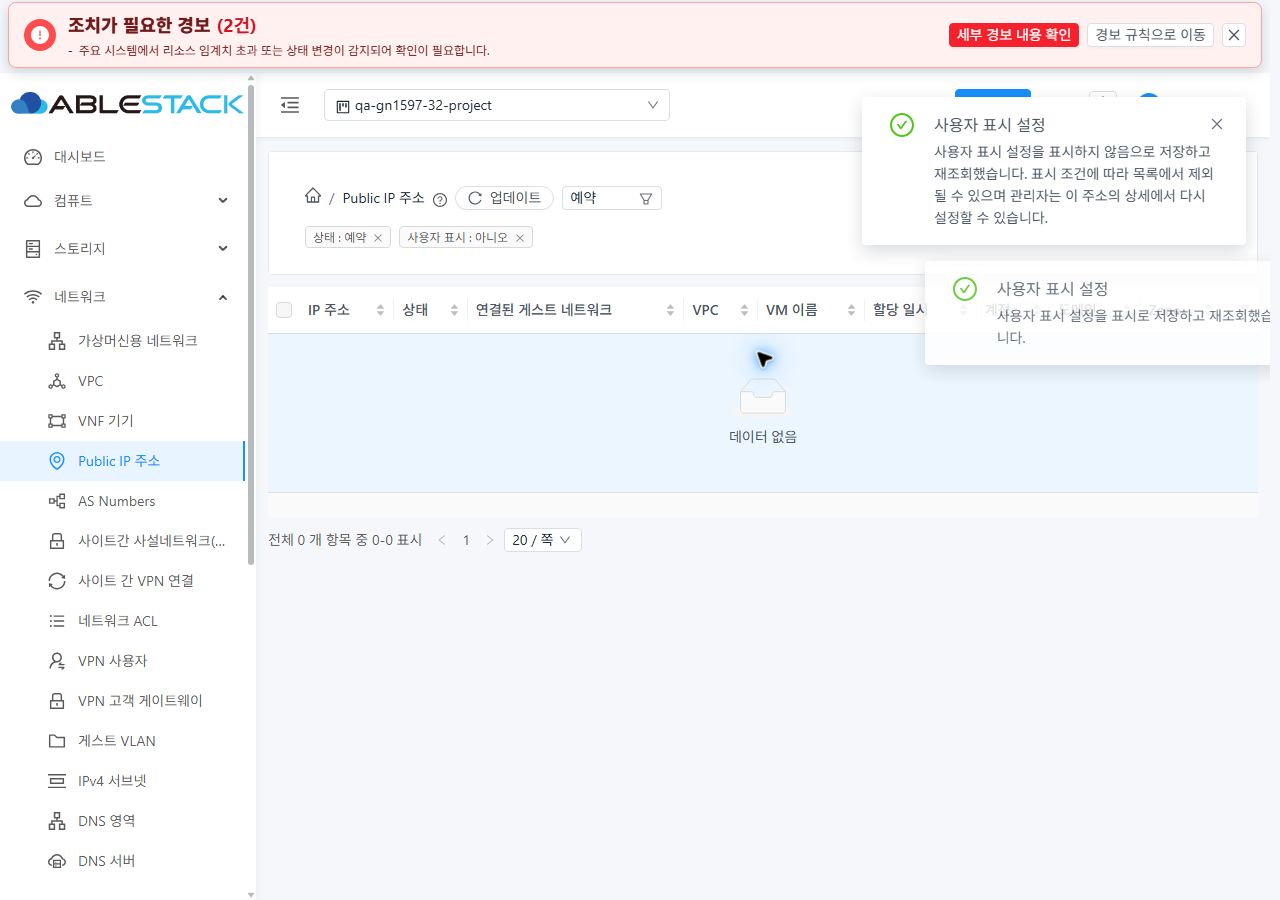 조치가 필요한 경보 (2건)
- 주요 시스템에서 리소스 임계치 초과 또는 상태 변경이 감지되어 확인이 필요합니다.
세부 경보 내용 확인
경보 규칙으로 이동
ABLESTACK
qa-gn1597-32-project
대시보드
컴퓨트
스토리지
네트워크
가상머신용 네트워크
VPC
VNF 기기
Public IP 주소
AS Numbers
사이트간 사설네트워크(...
사이트 간 VPN 연결
네트워크 ACL
VPN 사용자
VPN 고객 게이트웨이
게스트 VLAN
IPv4 서브넷
DNS 영역
DNS 서버
/ Public IP 주소
업데이트
예약
상태 : 예약
사용자 표시 : 아니오
사용자 표시 설정
사용자 표시 설정을 표시하지 않음으로 저장하고
재조회했습니다. 표시 조건에 따라 목록에서 제외
될 수 있으며 관리자는 이 주소의 상세에서 다시
설정할 수 있습니다.
사용자 표시 설정
사용자 표시 설정을 표시로 저장하고 재조회했습
니다.
IP 주소 상태 연결된 게스트 네트워크 VPC VM 이름 할당 일시
데이터 없음
전체 0 개 항목 중 0-0 표시
1
20 / 쪽